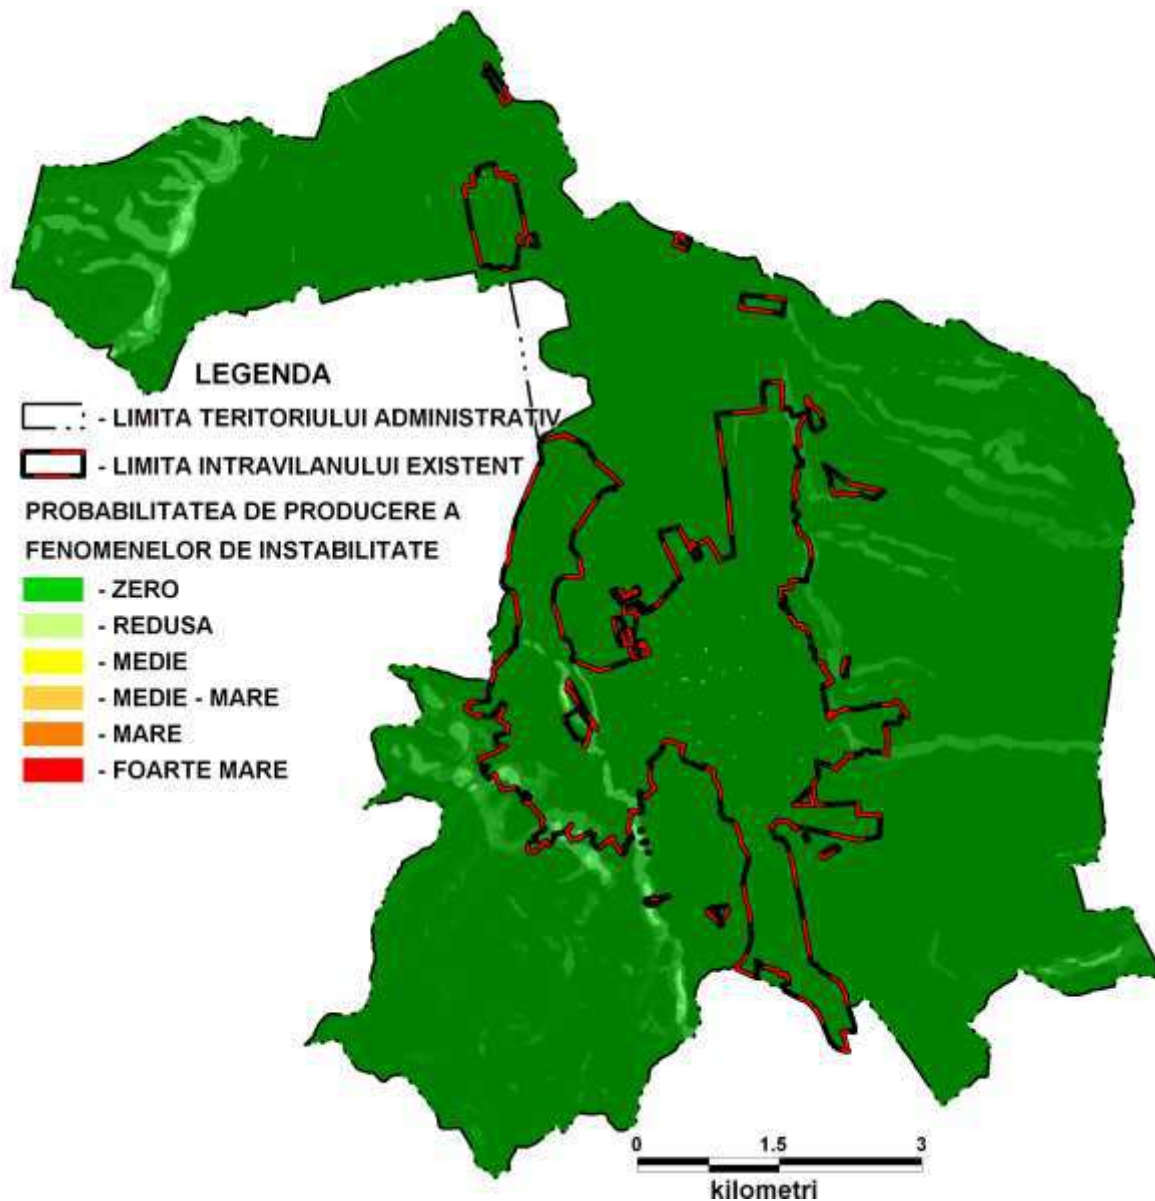 LEGENDA
- LIMITA TERITORIULUI ADMINISTRATIV
- LIMITA INTRAVILANULUI EXISTENT
PROBABILITATEA DE PRODUCERE A
FENOMENELOR DE INSTABILITATE
- ZERO
- REDUSA
- MEDIE
- MEDIE - MARE
- MARE
- FOARTE MARE
0 1.5 3
kilometri